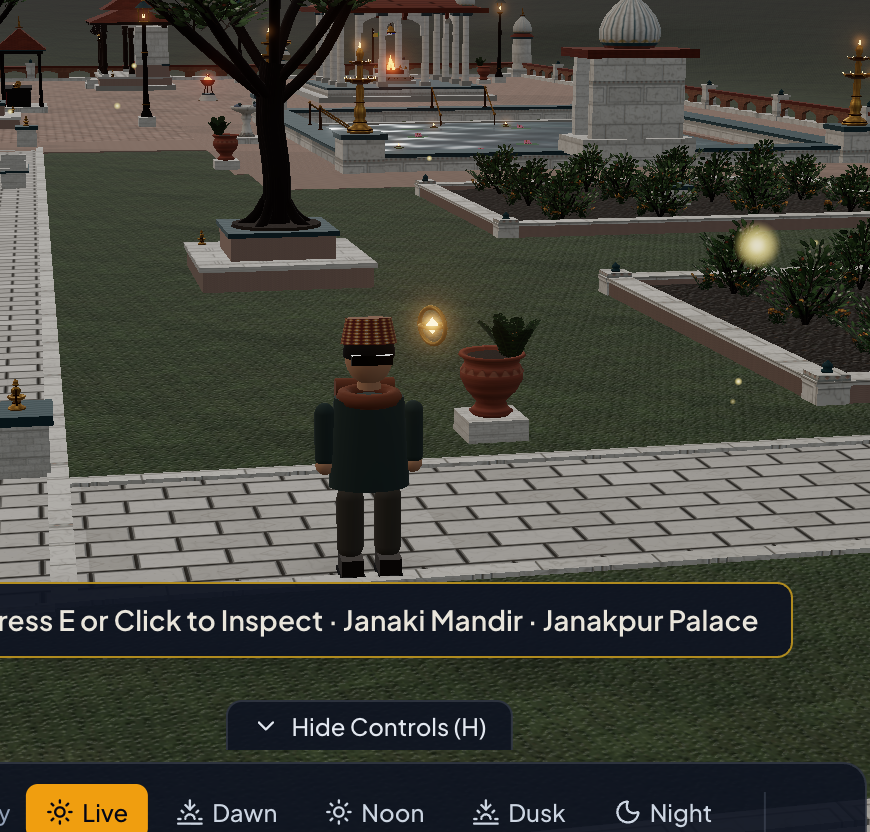 ress E or Click to Inspect · Janaki Mandir · Janakpur Palace
Hide Controls (H)
y Live Dawn Noon Dusk Night